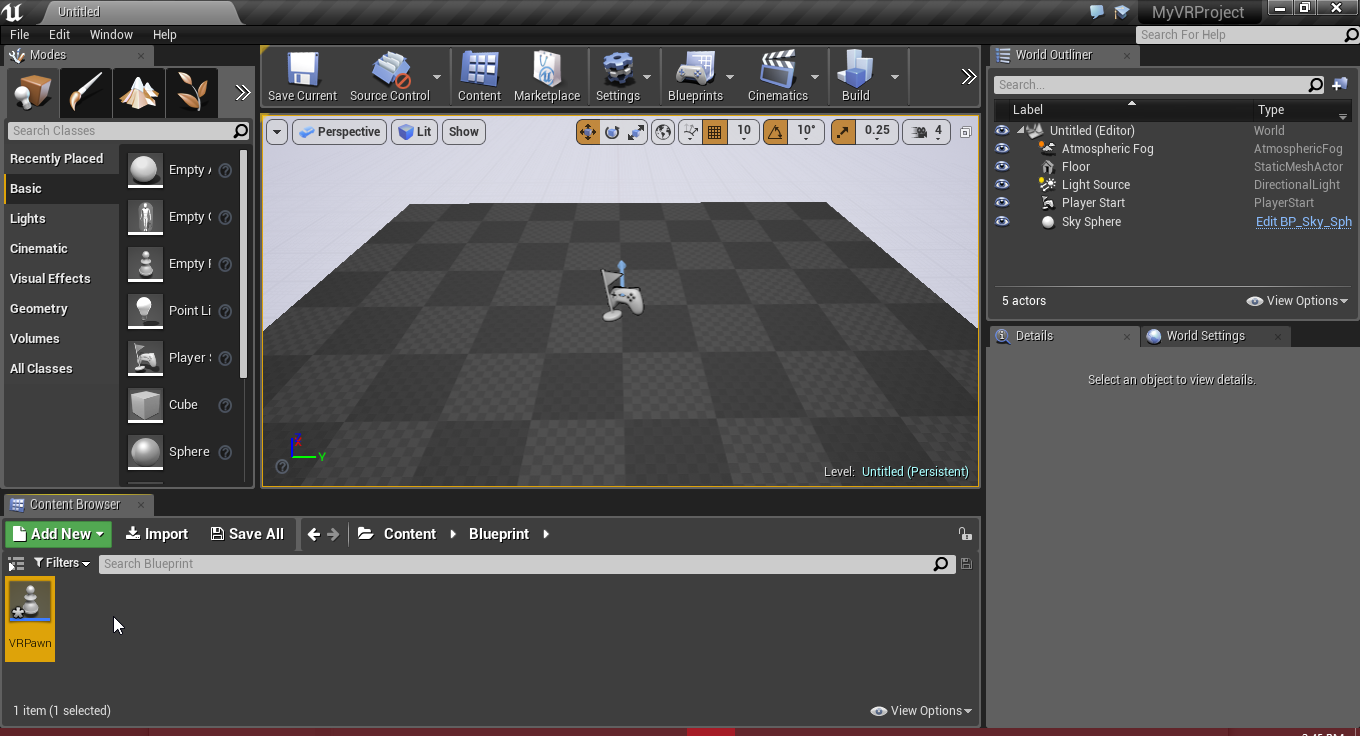 Untitled
MyVRProject
File Edit Window Help
Search For Help
Modes
Search Classes
Recently Placed
Basic
Lights
Cinematic
Visual Effects
Geometry
Volumes
All Classes
Empty
Empty
Empty
Point Li
Player
Cube
Sphere
Save Current Source Control Content Marketplace Settings Blueprints Cinematics Build
Perspective Lit Show 10 10° 0.25 4
Z
X
Y
Level: Untitled (Persistent)
World Outliner
Search...
Label Type
Untitled (Editor) World
Atmospheric Fog AtmosphericFog
Floor StaticMeshActor
Light Source DirectionalLight
Player Start PlayerStart
Sky Sphere Edit BP_Sky_Sph
5 actors View Options
Details World Settings
Select an object to view details.
Content Browser
Add New Import Save All Content Blueprint
Filters Search Blueprint
VRPawn
1 item (1 selected) View Options